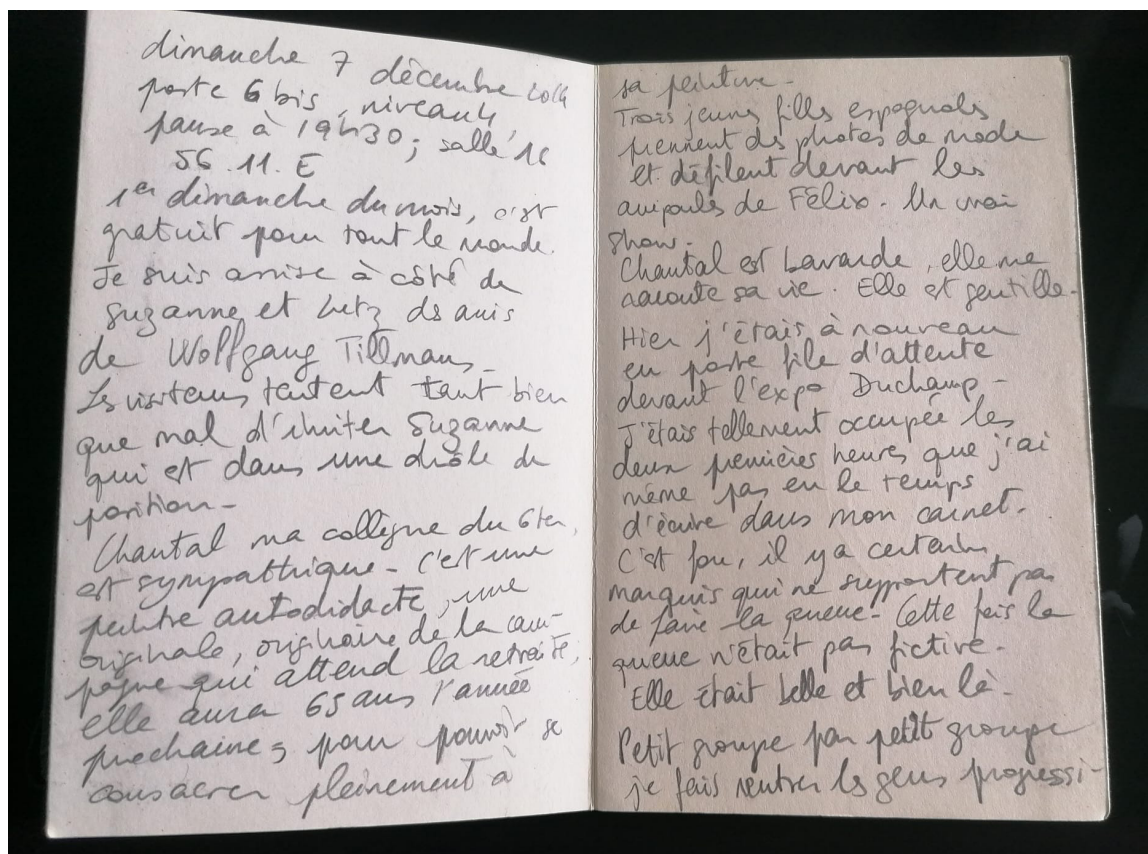 dimanche 7 décembre 2014
poste 6 bis, niveau 4,
pause à 19h30 ; salle 16
56.11.E
1er dimanche du mois, c'est
gratuit pour tout le monde.
Je suis assise à côté de
Suzanne et Lutz ds amis
de Wolfgang Tillmans.
Les visiteurs tentent tant bien
que mal d'imiter Suzanne
qui est dans une drôle de
position -
Chantal ma collègue du 6ter,
est sympathique - c'est une
peintre autodidacte, une
originale, originaire de la cam-
pagne qui attend la retraite,
elle aura 65 ans l'année
prochaine, pour pouvoir se
consacrer pleinement à
sa peinture -
Trois jeunes filles espagnols
prennent ds photos de mode
et défilent devant les
ampoules de Félix. Un vrai
show.
Chantal est bavarde, elle me
raconte sa vie. Elle est gentille.
Hier j'étais à nouveau
en poste file d'attente
devant l'expo Duchamp -
J'étais tellement occupée les
deux premières heures que j'ai
même pas eu le temps
d'écrire dans mon carnet.
C'est fou, il y a certains
marquis qui ne supportent pas
de faire la queue - Cette fois la
queue n'était pas fictive.
Elle était belle et bien là -
Petit groupe par petit groupe
je fais rentrer ls gens progressi-